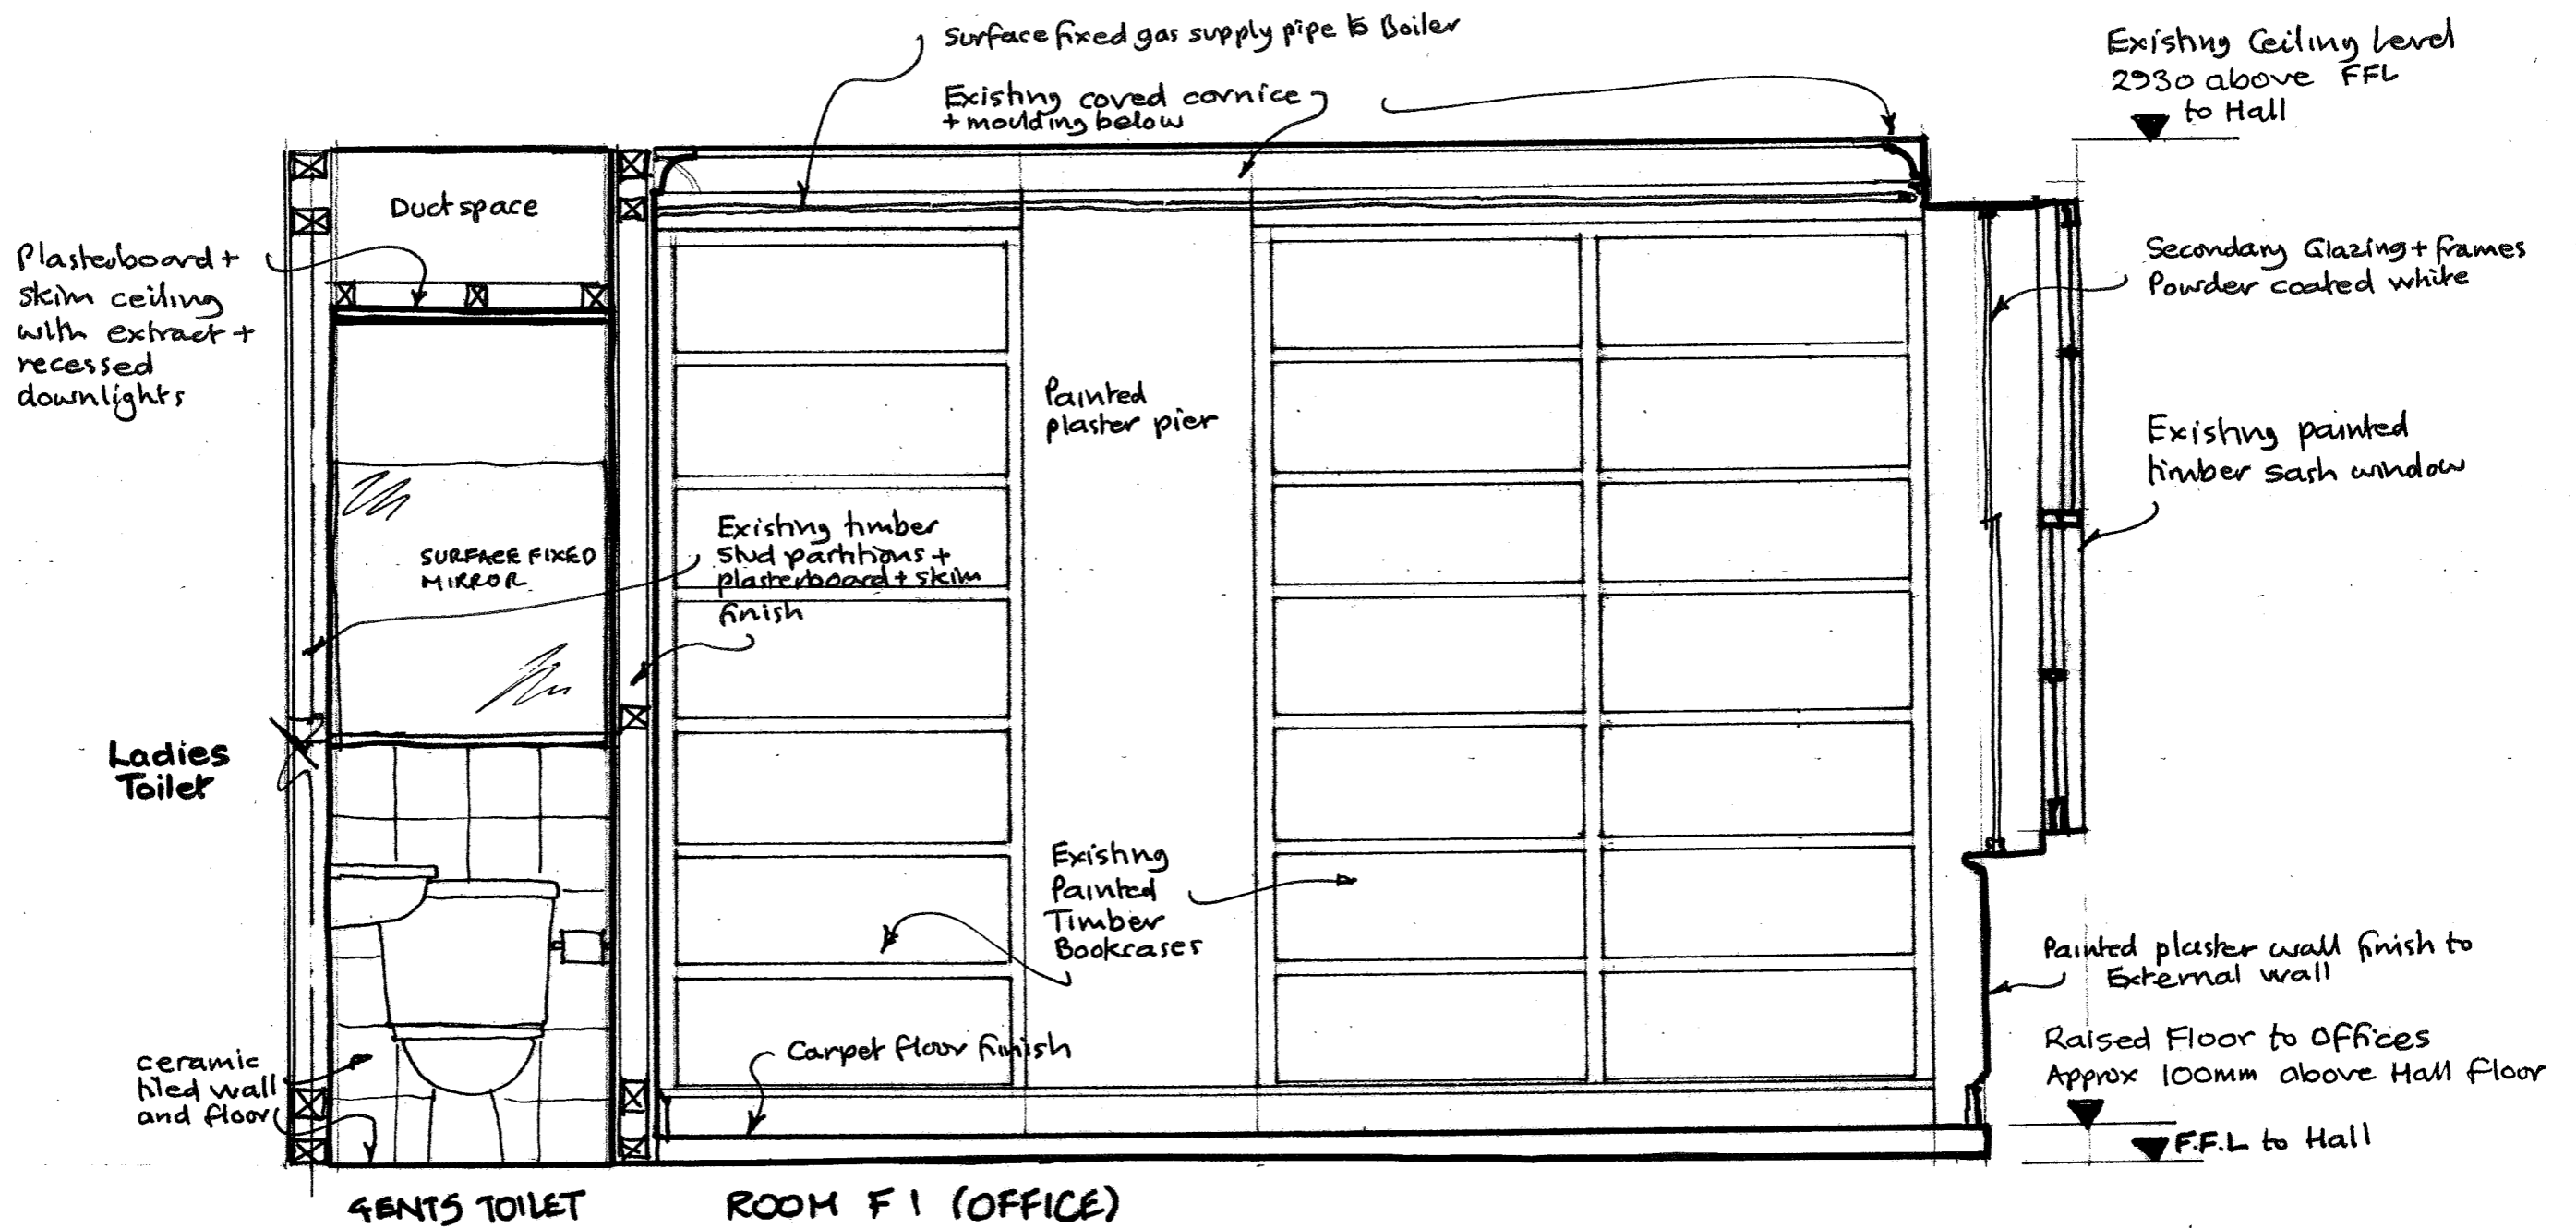 Surface fixed gas supply pipe to Boiler
Existing Ceiling Level
2930 above FFL
to Hall
Existing coved cornice
+ moulding below
Duct space
Plasterboard +
skim ceiling
with extract +
recessed
downlights
Secondary Glazing + frames
Powder coated white
Painted
plaster pier
Existing painted
timber sash window
Existing timber
stud partitions +
plasterboard + skim
finish
SURFACE FIXED
MIRROR
Ladies
Toilet
Existing
Painted
Timber
Bookcases
Painted plaster wall finish to
External wall
Carpet floor finish
Raised Floor to Offices
Approx 100mm above Hall Floor
ceramic
tiled wall
and floor
F.F.L to Hall
GENTS TOILET
ROOM F1 (OFFICE)